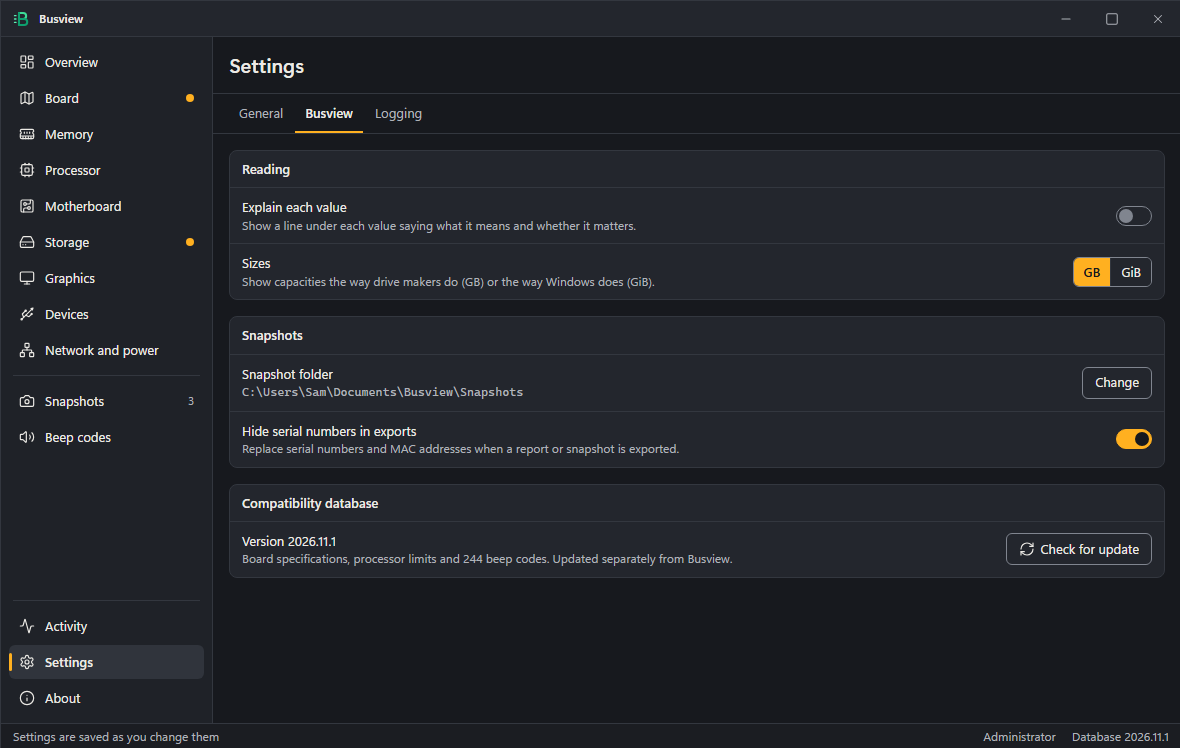 Busview
Overview
Board
Memory
Processor
Motherboard
Storage
Graphics
Devices
Network and power
Snapshots 3
Beep codes
Activity
Settings
About
Settings
General Busview Logging
Reading
Explain each value
Show a line under each value saying what it means and whether it matters.
Sizes
Show capacities the way drive makers do (GB) or the way Windows does (GiB).
GB GiB
Snapshots
Snapshot folder
C:\Users\Sam\Documents\Busview\Snapshots
Change
Hide serial numbers in exports
Replace serial numbers and MAC addresses when a report or snapshot is exported.
Compatibility database
Version 2026.11.1
Board specifications, processor limits and 244 beep codes. Updated separately from Busview.
Check for update
Settings are saved as you change them
Administrator Database 2026.11.1